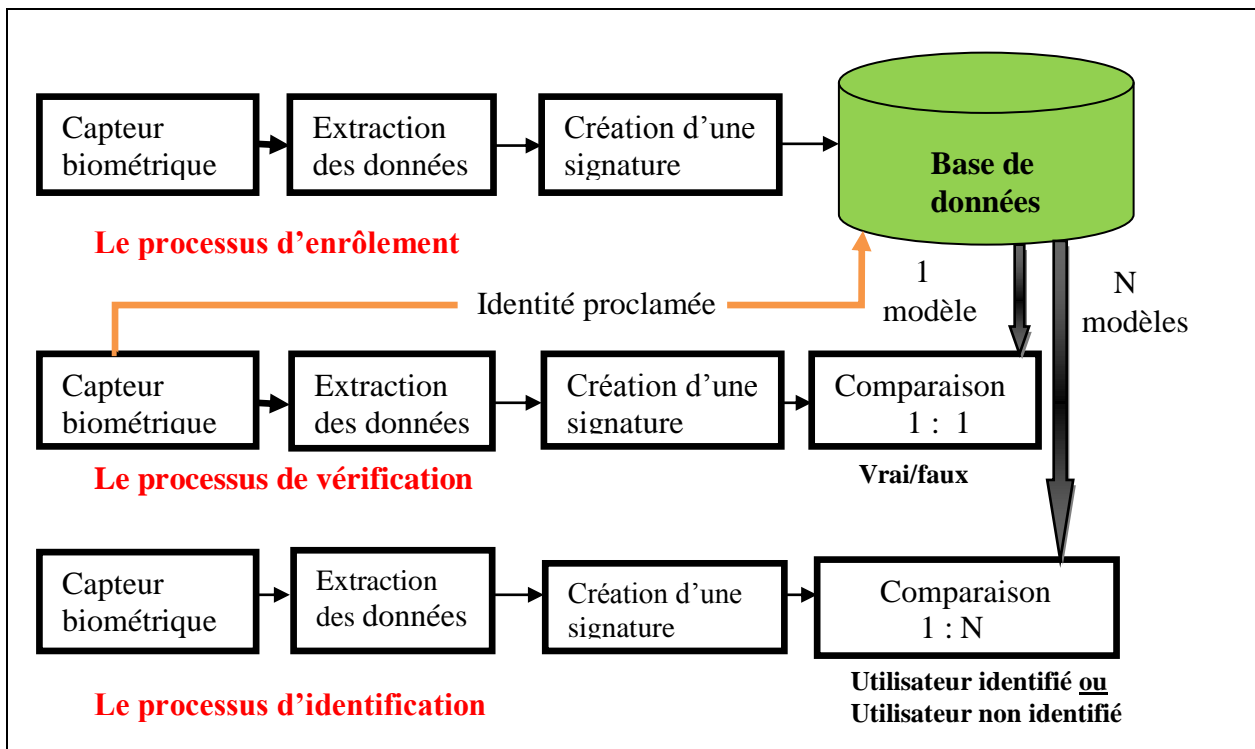 Capteur
biométrique
Extraction
des données
Création d’une
signature
Base de
données
Le processus d’enrôlement
Identité proclamée
1
modèle
N
modèles
Capteur
biométrique
Extraction
des données
Création d’une
signature
Comparaison
1 : 1
Le processus de vérification
Vrai/faux
Capteur
biométrique
Extraction
des données
Création d’une
signature
Comparaison
1 : N
Le processus d’identification
Utilisateur identifié ou
Utilisateur non identifié